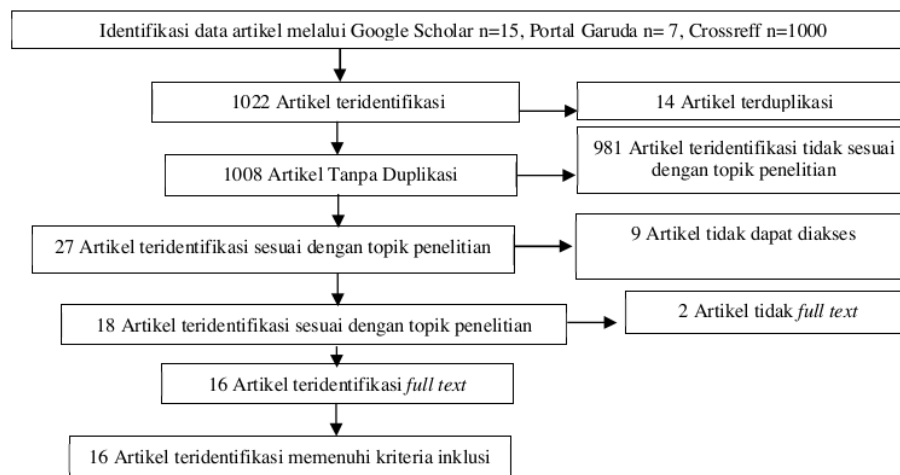 Identifikasi data artikel melalui Google Scholar n=15, Portal Garuda n= 7, Crossreff n=1000
1022 Artikel teridentifikasi
14 Artikel terduplikasi
1008 Artikel Tanpa Duplikasi
981 Artikel teridentifikasi tidak sesuai
dengan topik penelitian
27 Artikel teridentifikasi sesuai dengan topik penelitian
9 Artikel tidak dapat diakses
18 Artikel teridentifikasi sesuai dengan topik penelitian
2 Artikel tidak full text
16 Artikel teridentifikasi full text
16 Artikel teridentifikasi memenuhi kriteria inklusi